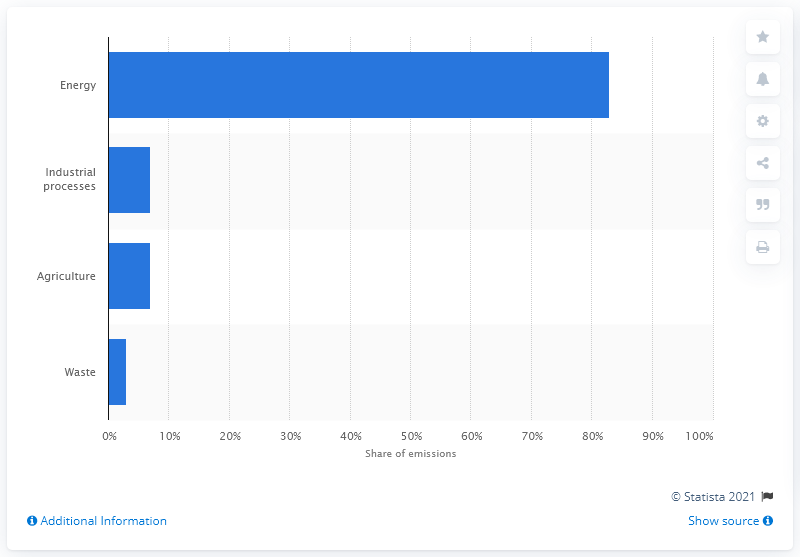 Energy
Industrial
processes
Agriculture
Waste
0% 10% 20% 30% 40% 50% 60% 70% 80% 90% 100%
Share of emissions
© Statista 2021
Additional Information
Show source